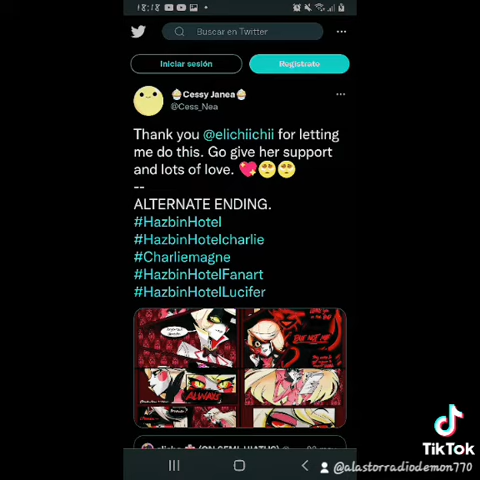 Buscar en Twitter
Iniciar sesión
Regístrate
🧁Cessy Janea🧁
@Cess_Nea
Thank you @elichiichii for letting
me do this. Go give her support
and lots of love. 💖🥺🥺
--
ALTERNATE ENDING.
#HazbinHotel
#HazbinHotelcharlie
#Charliemagne
#HazbinHotelFanart
#HazbinHotelLucifer
ALWAYS
TikTok
@alastorradiodemon770